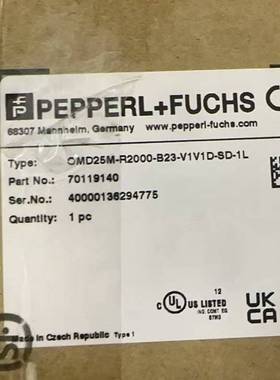 PEPPERL+FUCHS
68307 Mannheim, Germany www.pepperl-fuchs.com
Type: OMD25M-R2000-B23-V1V1D-SD-1L
Part No.: 70119140
Ser.No.: 40000136294775
Quantity: 1 pc
12
C UL US LISTED
UK
CA
Made in Czech Republic Type 1